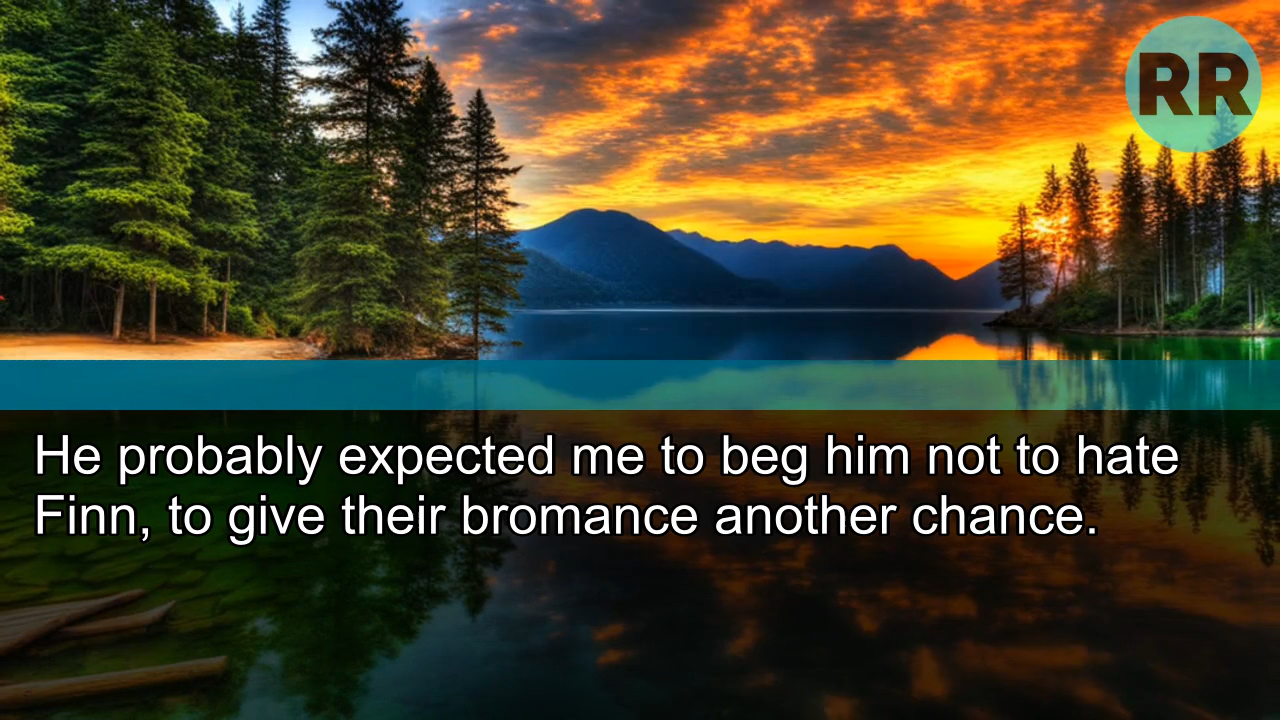 RR
He probably expected me to beg him not to hate
Finn, to give their bromance another chance.